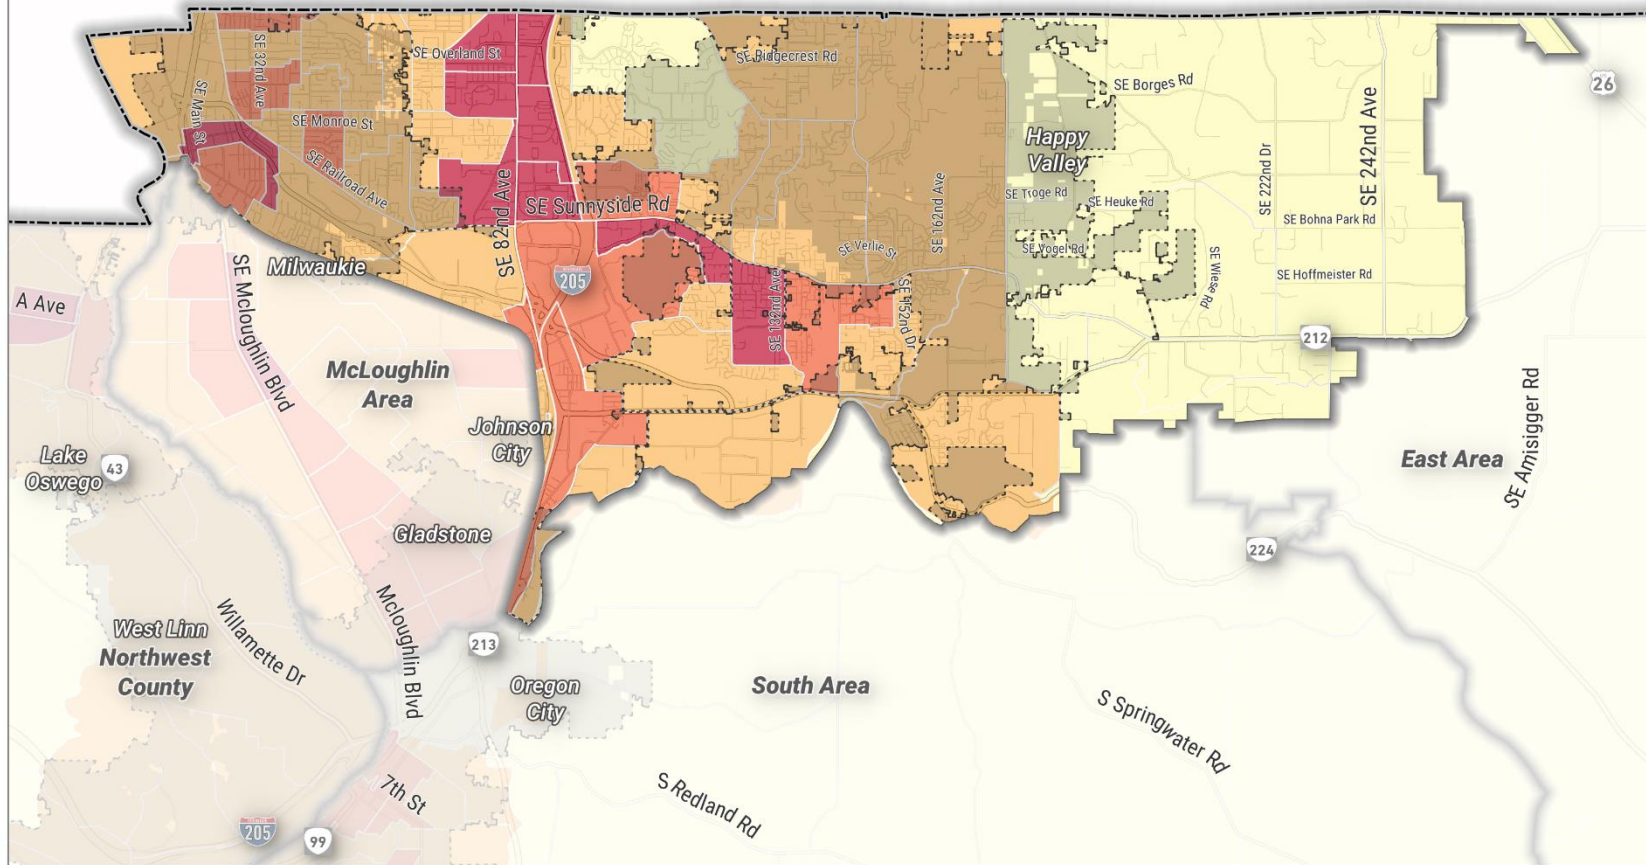 SE Overland St
SE Ridgecrest Rd
SE 32nd Ave
SE Borges Rd
26
SE Main St
SE Monroe St
Happy
Valley
SE 222nd Dr
SE 242nd Ave
SE Railroad Ave
SE 82nd Ave
SE Sunnyside Rd
SE 162nd Ave
SE Troge Rd
SE Heuke Rd
SE Bohna Park Rd
SE Verlie St
SE Vogel Rd
SE Wiese Rd
SE Hoffmeister Rd
Milwaukie
205
SE 132nd Ave
SE 152nd Dr
A Ave
SE Mcloughlin Blvd
212
McLoughlin
Area
Johnson
City
SE Amisigger Rd
East Area
Lake
Oswego
43
Gladstone
224
West Linn
Northwest
County
Willamette Dr
Mcloughlin Blvd
213
Oregon
City
South Area
S Springwater Rd
7th St
S Redland Rd
205
99